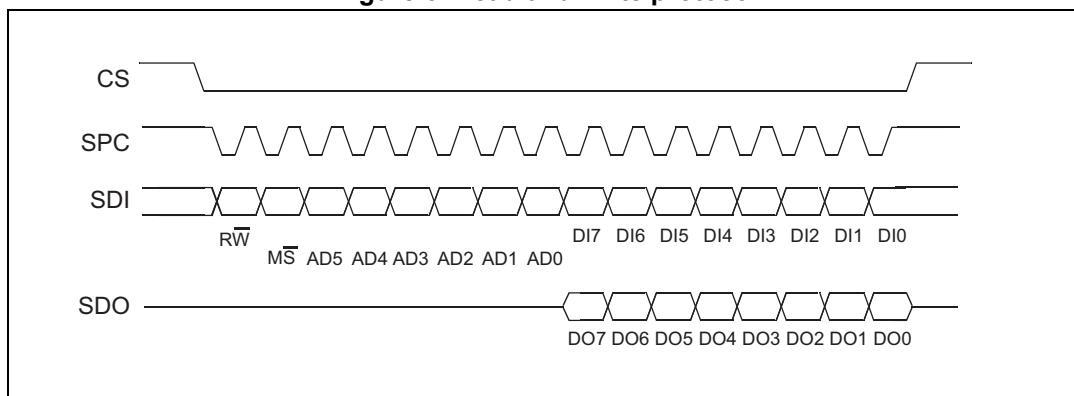 CS
SPC
SDI
RW̅
DI7 DI6 DI5 DI4 DI3 DI2 DI1 DI0
MS̅ AD5 AD4 AD3 AD2 AD1 AD0
SDO
DO7 DO6 DO5 DO4 DO3 DO2 DO1 DO0